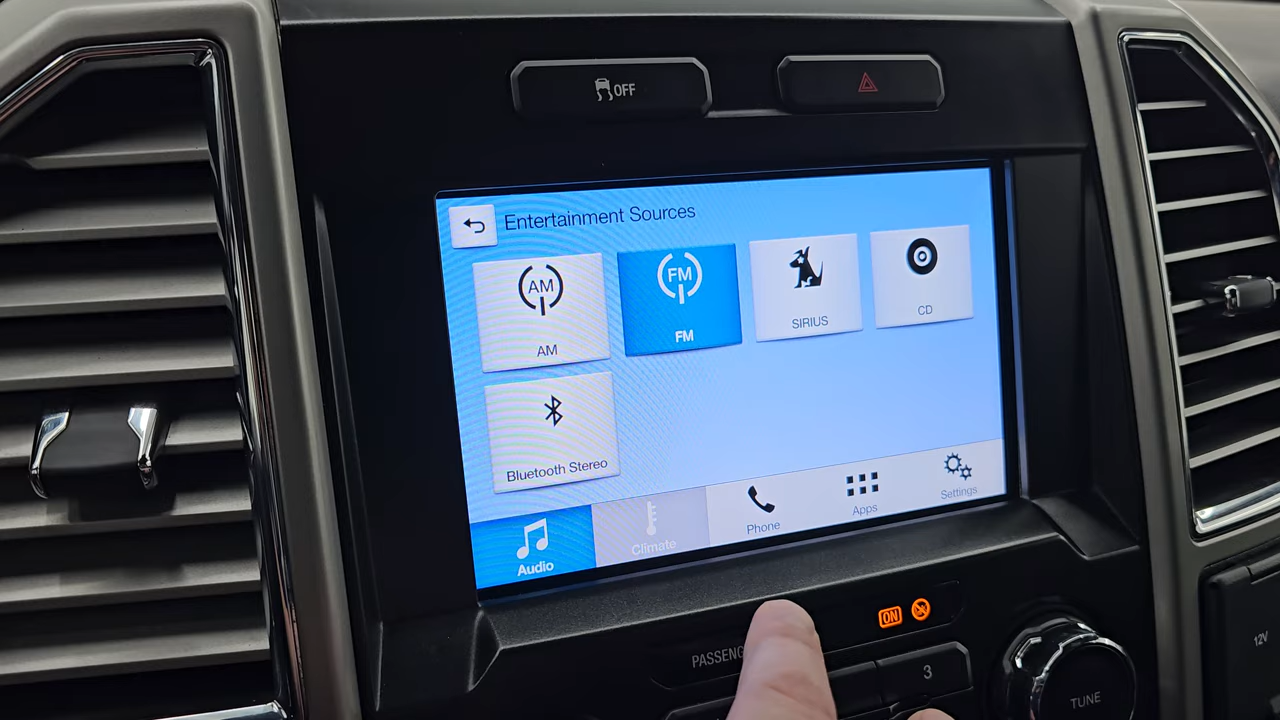 OFF
Entertainment Sources
AM
FM
AM
FM
SIRIUS
CD
Bluetooth Stereo
Audio
Climate
Phone
Apps
Settings
ON
PASSENG
3
TUNE
12V